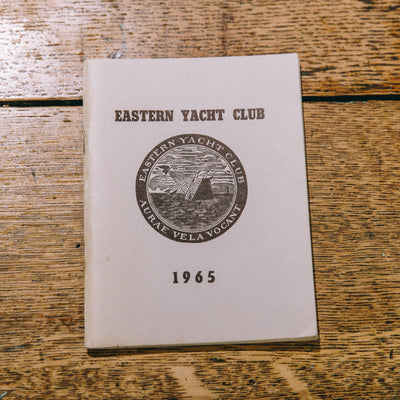 EASTERN YACHT CLUB
EASTERN YACHT CLUB
AURAE VELA VOCANT
1965